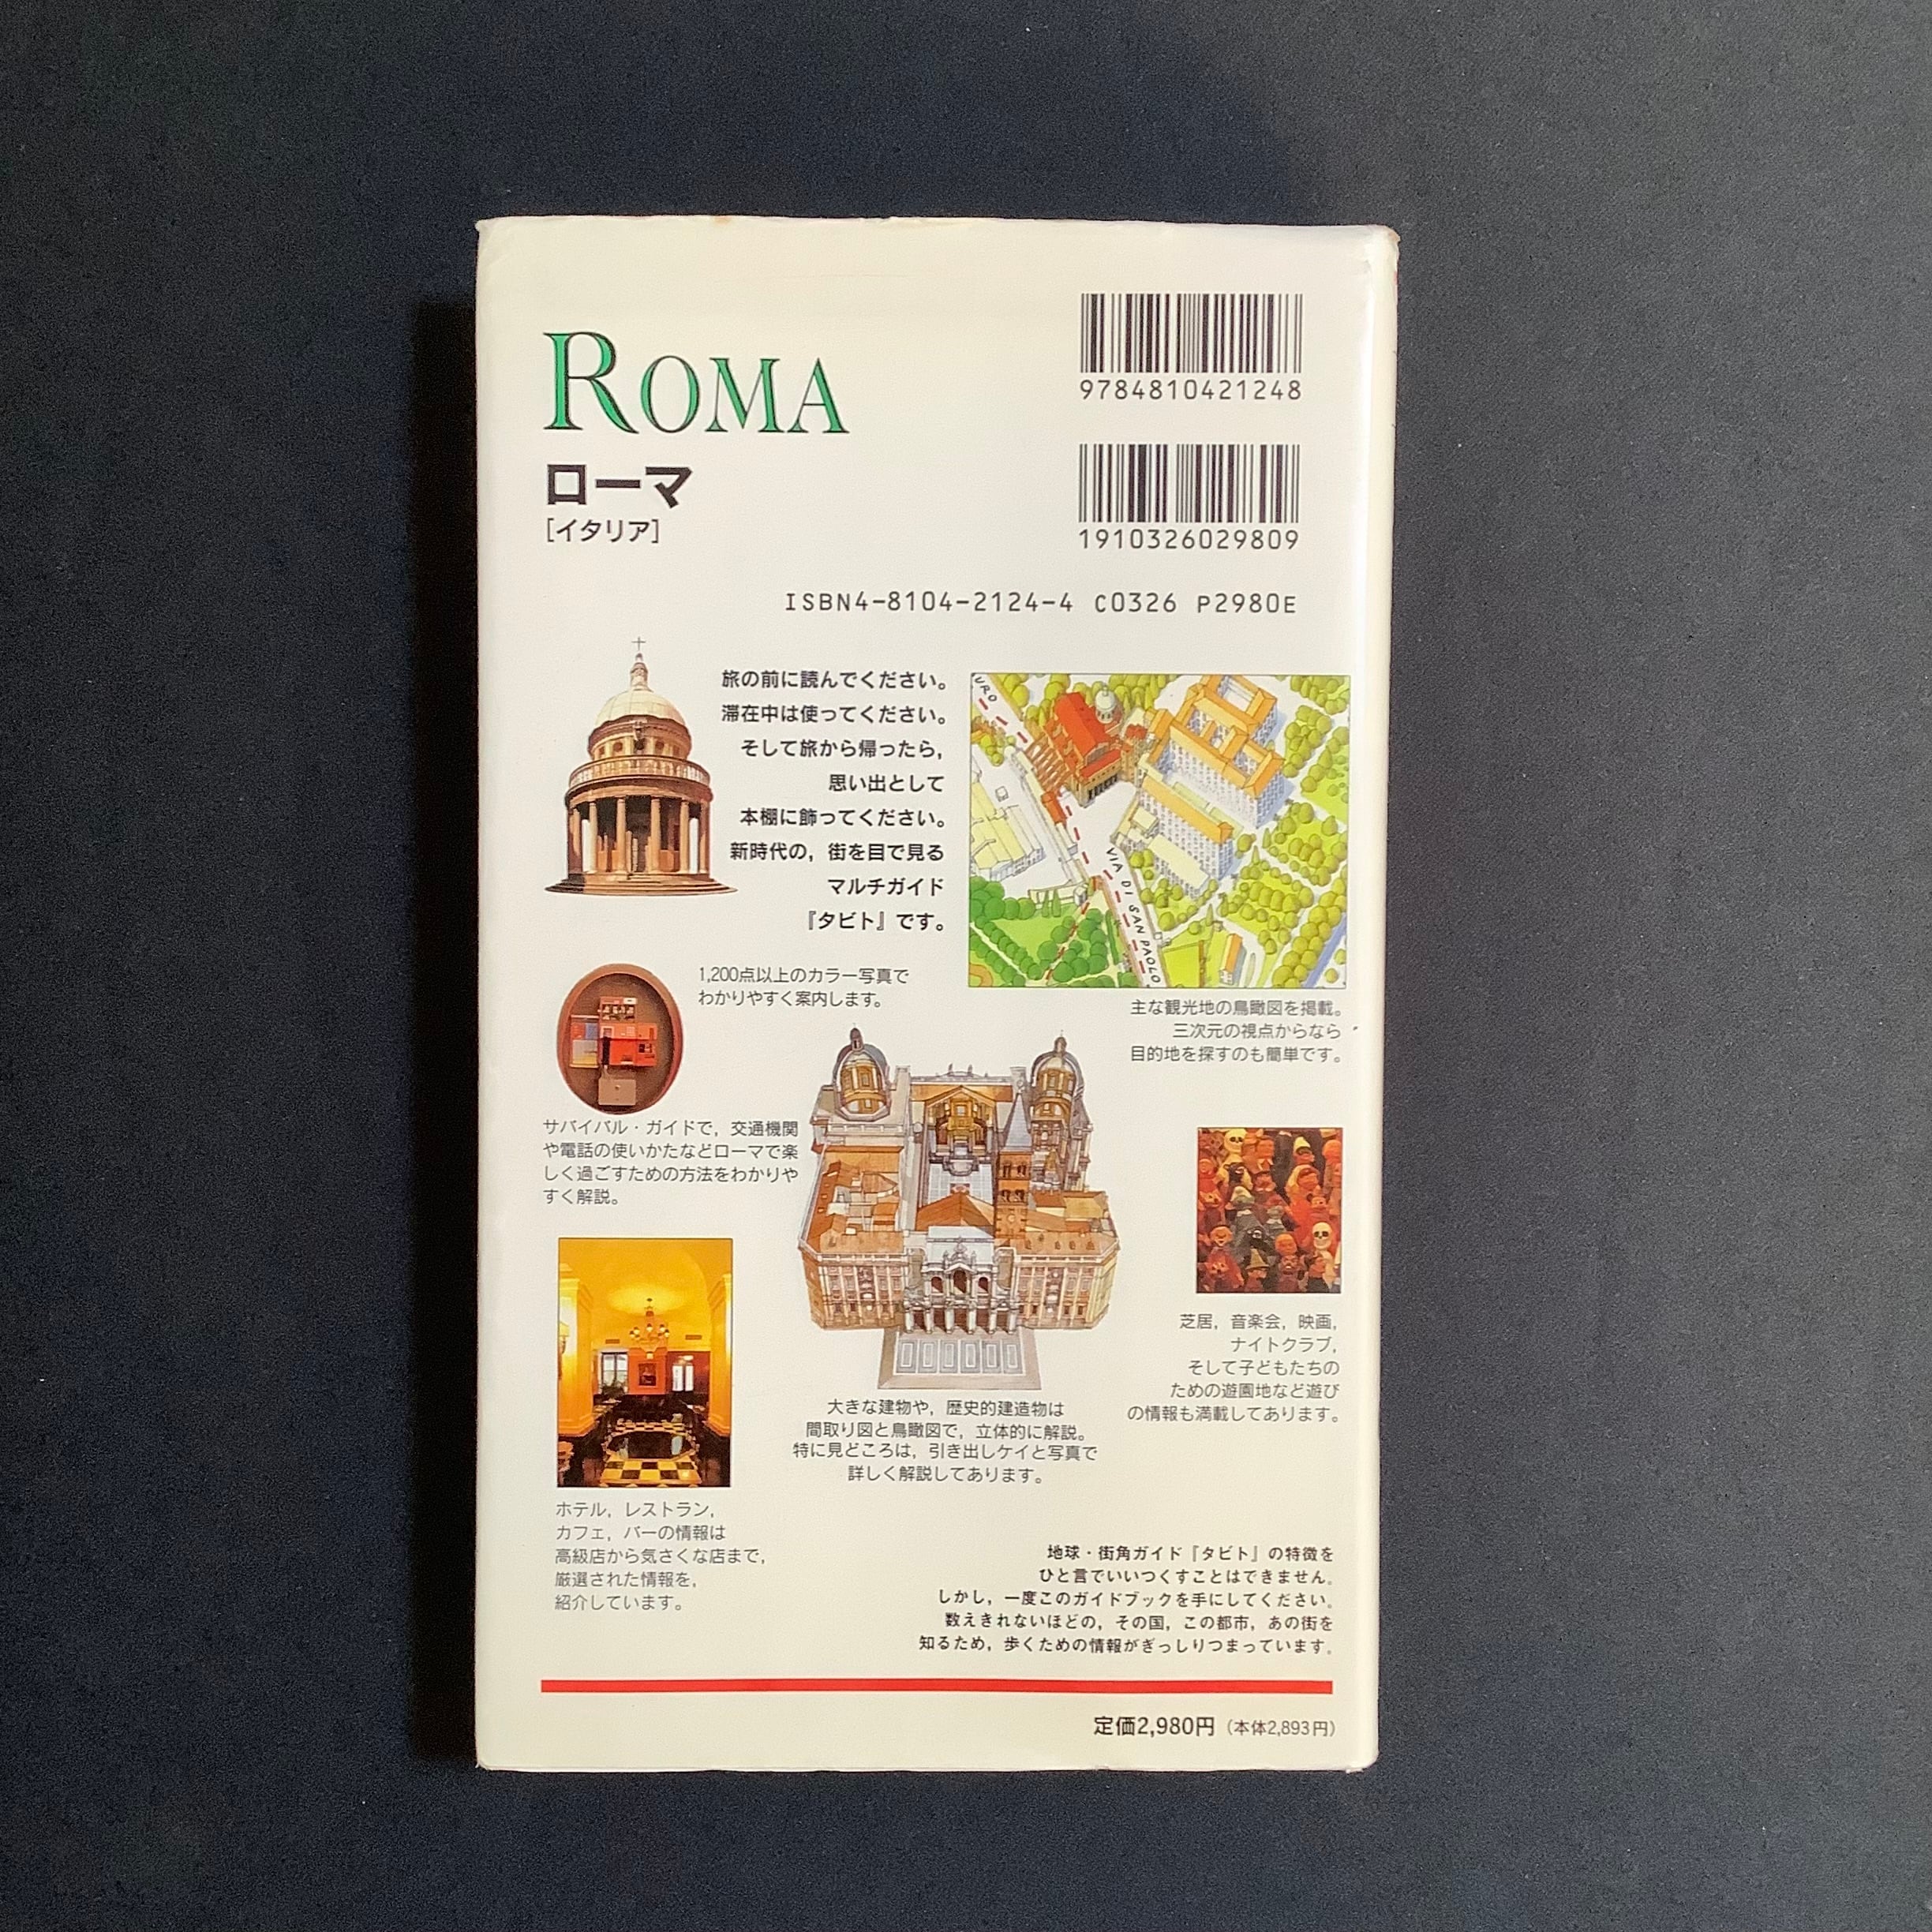 ROMA
ローマ
[イタリア]
9784810421248
1910326029809
ISBN4-8104-2124-4 C0326 P2980E
旅の前に読んでください。
滞在中は使ってください。
そして旅から帰ったら,
思い出として
本棚に飾ってください。
新時代の, 街を目で見る
マルチガイド
『タビト』です。
URO
VIA DI SAN PAOLO
1,200点以上のカラー写真で
わかりやすく案内します。
主な観光地の鳥瞰図を掲載。
三次元の視点からなら
目的地を探すのも簡単です。
サバイバル・ガイドで, 交通機関
や電話の使いかたなどローマで楽
しく過ごすための方法をわかりや
すく解説。
芝居, 音楽会, 映画,
ナイトクラブ,
そして子どもたちの
ための遊園地など遊び
の情報も満載してあります。
大きな建物や, 歴史的建造物は
間取り図と鳥瞰図で, 立体的に解説。
特に見どころは, 引き出しケイと写真で
詳しく解説してあります。
ホテル, レストラン,
カフェ, バーの情報は
高級店から気さくな店まで,
厳選された情報を,
紹介しています。
地球・街角ガイド『タビト』の特徴を
ひと言でいいつくすことはできません。
しかし, 一度このガイドブックを手にしてください。
数えきれないほどの, その国, この都市, あの街を
知るため, 歩くための情報がぎっしりつまっています。
定価2,980円（本体2,893円）